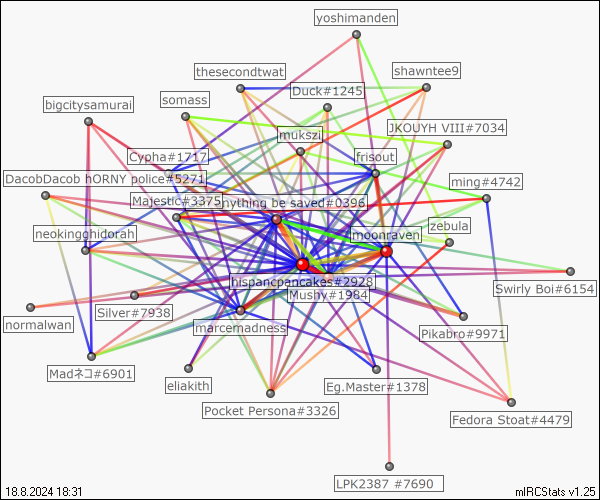 yoshimanden
thesecondtwat
shawntee9
Duck#1245
bigcitysamurai
somass
JKOUYH VIII#7034
mukszi
Cypha#1717
frisout
DacobDacob hORNY police#5271
ming#4742
Majestic#3375
nything be saved#0396
zebula
neokingghidorah
moonraven
hispancpancakes#2928
Swirly Boi#6154
Mushy#1984
Silver#7938
normalwan
marcemadness
Pikabro#9971
Madネコ#6901
eliakith
Eg.Master#1378
Pocket Persona#3326
Fedora Stoat#4479
LPK2387 #7690
18.8.2024 18:31
mIRCStats v1.25